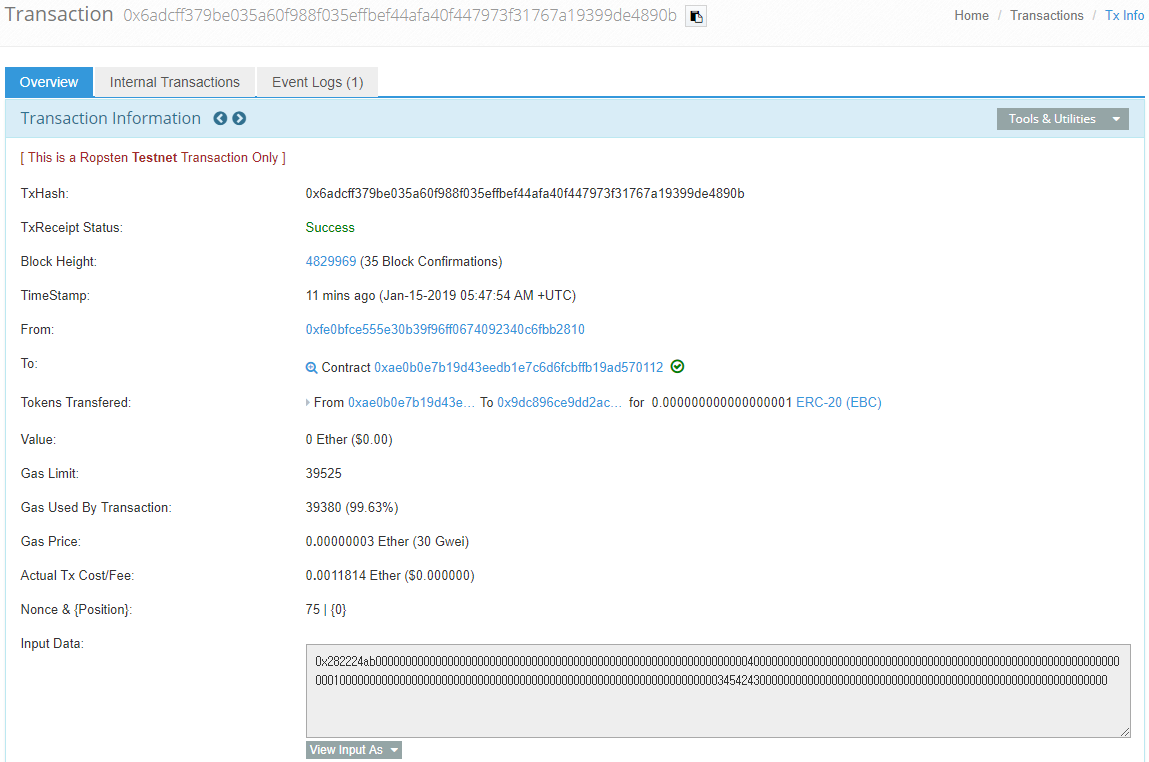 Transaction 0x6adcff379be035a60f988f035effbef44afa40f447973f31767a19399de4890b
Home / Transactions / Tx Info
Overview
Internal Transactions
Event Logs (1)
Transaction Information
Tools & Utilities
[ This is a Ropsten Testnet Transaction Only ]
TxHash: 0x6adcff379be035a60f988f035effbef44afa40f447973f31767a19399de4890b
TxReceipt Status: Success
Block Height: 4829969 (35 Block Confirmations)
TimeStamp: 11 mins ago (Jan-15-2019 05:47:54 AM +UTC)
From: 0xfe0bfce555e30b39f96ff0674092340c6fbb2810
To: Contract 0xae0b0e7b19d43eedb1e7c6d6fcbffb19ad570112
Tokens Transfered: From 0xae0b0e7b19d43e... To 0x9dc896ce9dd2ac... for 0.000000000000000001 ERC-20 (EBC)
Value: 0 Ether ($0.00)
Gas Limit: 39525
Gas Used By Transaction: 39380 (99.63%)
Gas Price: 0.00000003 Ether (30 Gwei)
Actual Tx Cost/Fee: 0.0011814 Ether ($0.000000)
Nonce & {Position}: 75 | {0}
Input Data:
View Input As